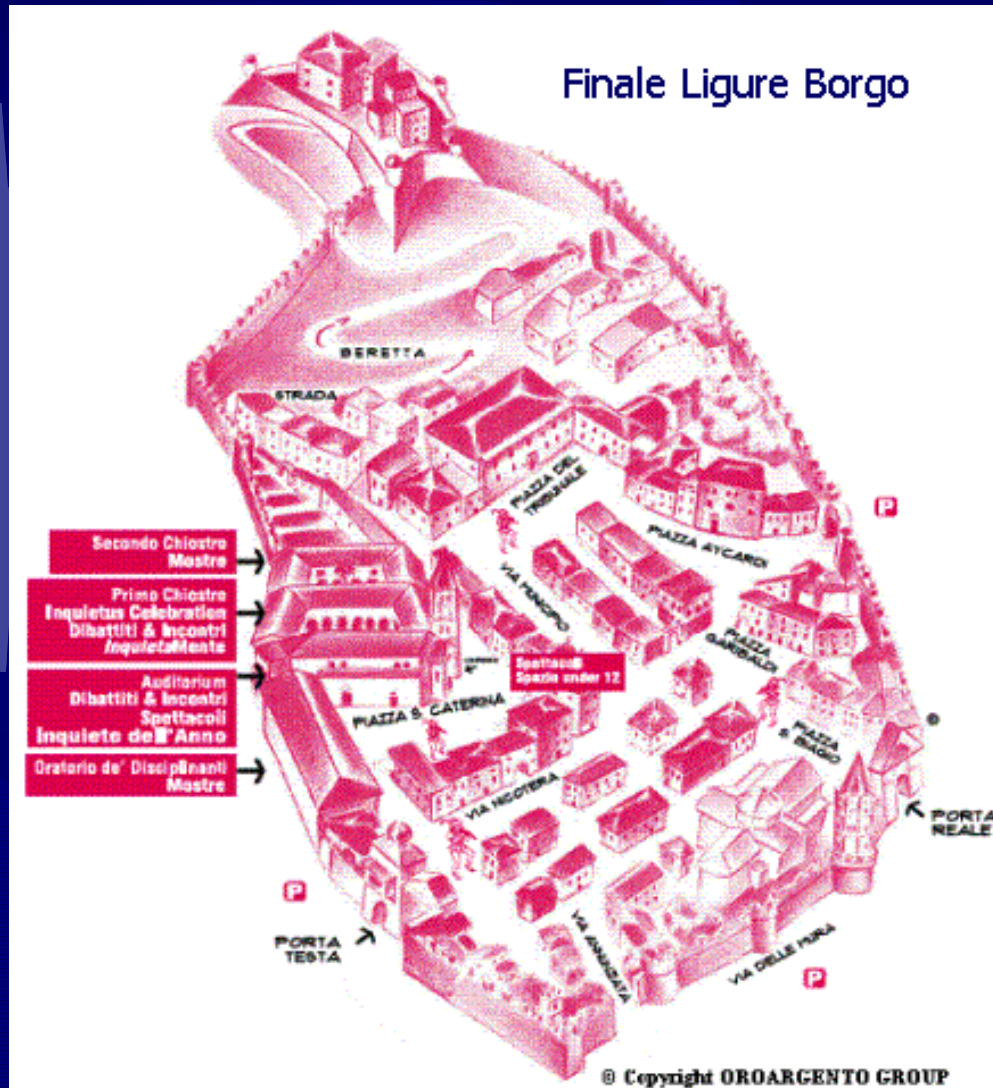 Finale Ligure Borgo
BERETTA
STRADA
PIAZZA DEL
TRIBUNALE
P
PIAZZA AYCARDI
Secondo Chiostro
Mostre
Primo Chiostro
Inquietus Celebration
Dibattiti & Incontri
InquietaMente
VIA MUNICIPIO
PIAZZA
GARIBALDI
Spettacoli
Spazio under 12
Auditorium
Dibattiti & Incontri
Spettacoli
Inquieto dell'Anno
PIAZZA S. CATERINA
PIAZZA
S. BIAGIO
Oratorio de' Disciplinanti
Mostre
VIA NICOTERA
PORTA
REALE
P
PORTA
TESTA
VIA ANNUNZIATA
VIA DELLE MURA
P
© Copyright OROARGENTO GROUP